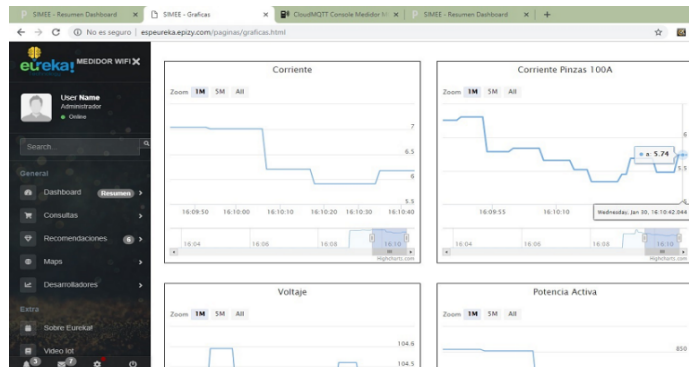 SIMEE - Resumen Dashboard
SIMEE - Graficas
CloudMQTT Console Medidor
SIMEE - Resumen Dashboard
No es seguro | espeureka.epizy.com/paginas/graficas.html
eureka! MEDIDOR WIFI
User Name
Administrador
Online
Search...
General
Dashboard Resumen
Consultas
Recomendaciones 6
Maps
Desarrolladores
Extra
Sobre Eureka!
Video Iot
3 7
Corriente
Zoom 1M 5M All
7
6.5
6
5.5
16:09:50 16:10:00 16:10:10 16:10:20 16:10:30 16:10:40
16:04 16:06 16:08 16:10
Highcharts.com
Corriente Pinzas 100A
Zoom 1M 5M All
6
a: 5.74
5.5
16:09:55 16:10:10
Wednesday, Jan 30, 16:10:42.044
16:04 16:06 16:08 16:10
Highcharts.com
Voltaje
Zoom 1M 5M All
104.6
104.5
Potencia Activa
Zoom 1M 5M All
850